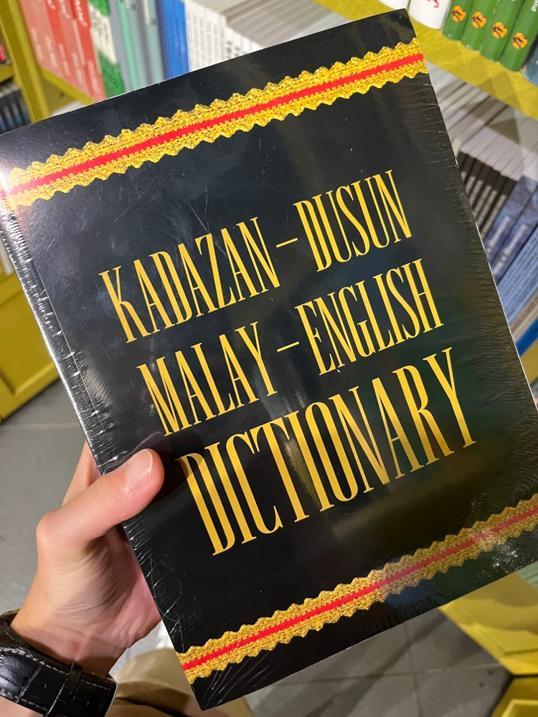 KADAZAN – DUSUN
MALAY – ENGLISH
DICTIONARY